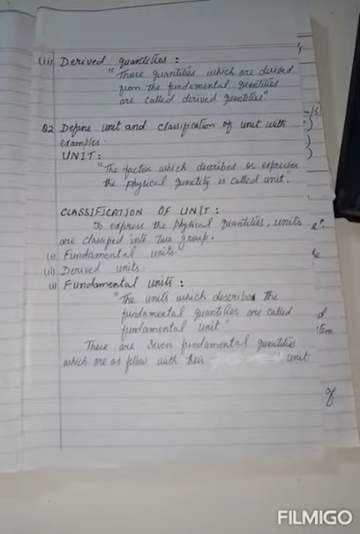 (ii) Derived quantities :
"Those quantities which are derived
from the fundamental quantities
are called derived quantities"
Q2 Define unit and classification of unit with
examples.
UNIT:
"The factor which describes or expresses
the physical quantity is called unit".
CLASSIFICATION OF UNIT :
To express the physical quantities, units
are classified into two group.
(i) Fundamental units.
(ii) Derived units.
(i) Fundamental units :
"The units which describes the
fundamental quantities are called
fundamental unit"
There are seven fundamental quantities
which are as follow with their unit
of
FILMIGO